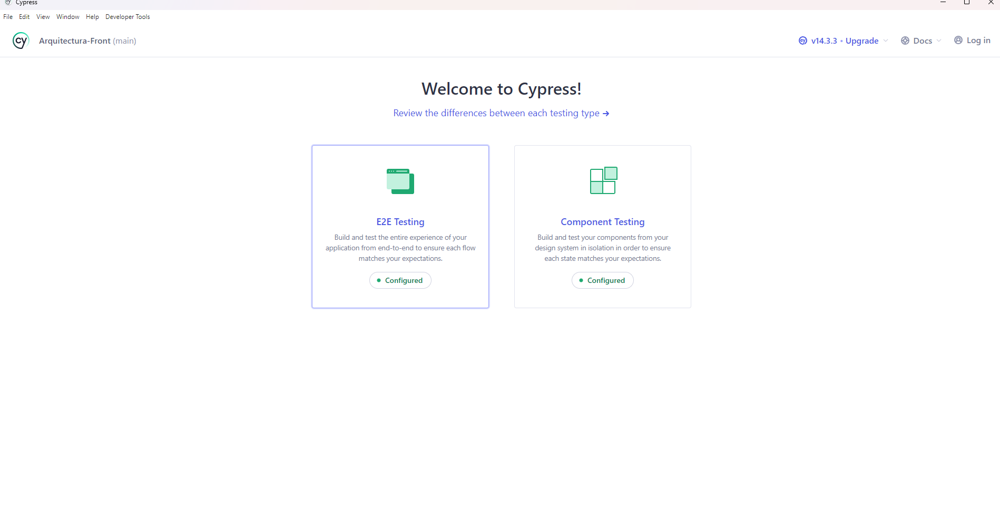 Cypress
File Edit View Window Help Developer Tools
cy Arquitectura-Front (main)
v14.3.3 • Upgrade Docs Log in
Welcome to Cypress!
Review the differences between each testing type →
E2E Testing
Build and test the entire experience of your
application from end-to-end to ensure each flow
matches your expectations.
Configured
Component Testing
Build and test your components from your
design system in isolation in order to ensure
each state matches your expectations.
Configured